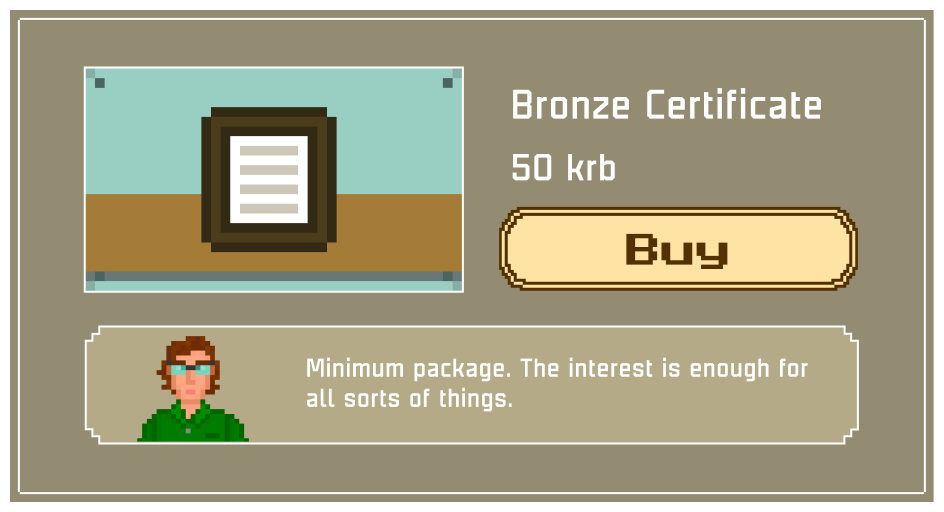 Bronze Certificate
50 krb
Buy
Minimum package. The interest is enough for
all sorts of things.